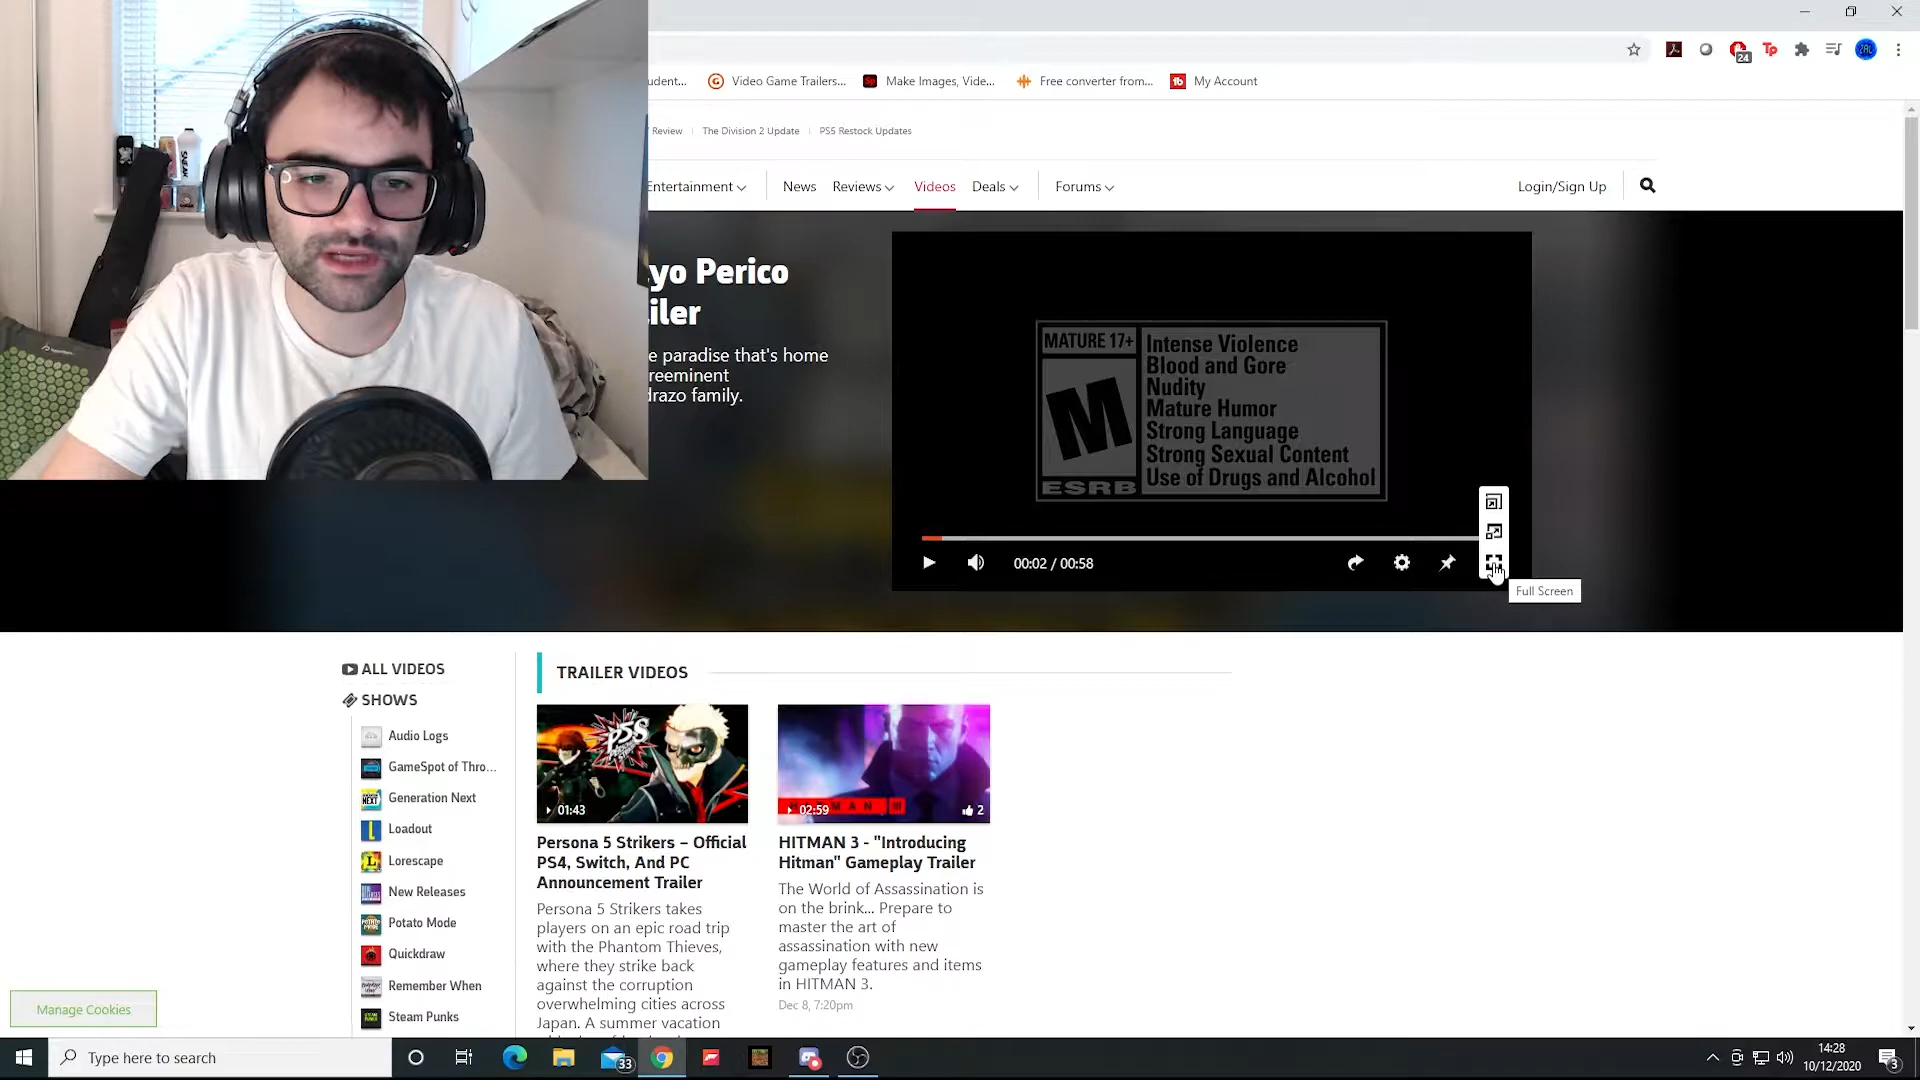 24
udent...
Video Game Trailers...
Make Images, Vide...
Free converter from...
My Account
Review
The Division 2 Update
PS5 Restock Updates
Entertainment
News
Reviews
Videos
Deals
Forums
Login/Sign Up
yo Perico
iler
e paradise that's home
reeminent
drazo family.
MATURE 17+
M
ESRB
Intense Violence
Blood and Gore
Nudity
Mature Humor
Strong Language
Strong Sexual Content
Use of Drugs and Alcohol
00:02 / 00:58
Full Screen
ALL VIDEOS
SHOWS
Audio Logs
GameSpot of Thro...
Generation Next
Loadout
Lorescape
New Releases
Potato Mode
Quickdraw
Remember When
Steam Punks
TRAILER VIDEOS
P5S
01:43
Persona 5 Strikers – Official
PS4, Switch, And PC
Announcement Trailer
Persona 5 Strikers takes
players on an epic road trip
with the Phantom Thieves,
where they strike back
against the corruption
overwhelming cities across
Japan. A summer vacation
02:59
2
HITMAN 3 - "Introducing
Hitman" Gameplay Trailer
The World of Assassination is
on the brink... Prepare to
master the art of
assassination with new
gameplay features and items
in HITMAN 3.
Dec 8, 7:20pm
Manage Cookies
Type here to search
33
14:28
10/12/2020
3